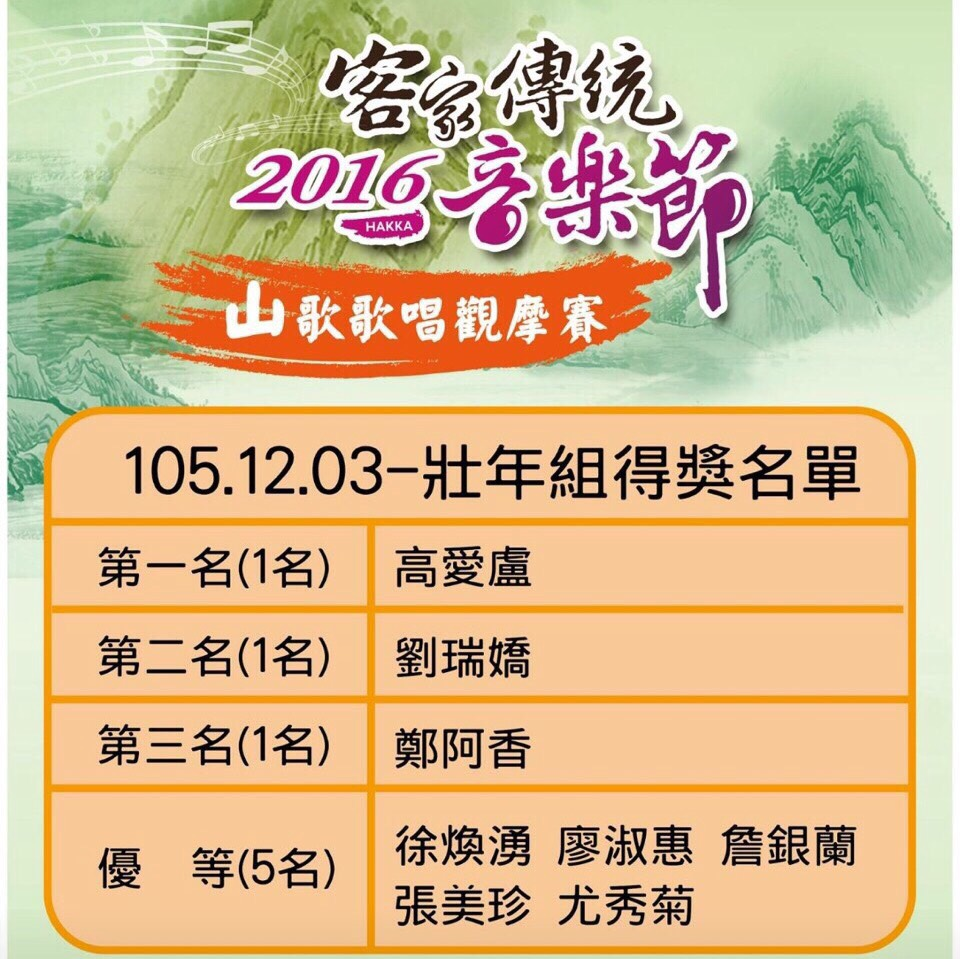 客家傳統
2016 音樂節
HAKKA
山歌歌唱觀摩賽
105.12.03-壯年組得獎名單
第一名(1名) 高愛盧
第二名(1名) 劉瑞嬌
第三名(1名) 鄭阿香
優 等(5名) 徐煥湧 廖淑惠 詹銀蘭
張美珍 尤秀菊